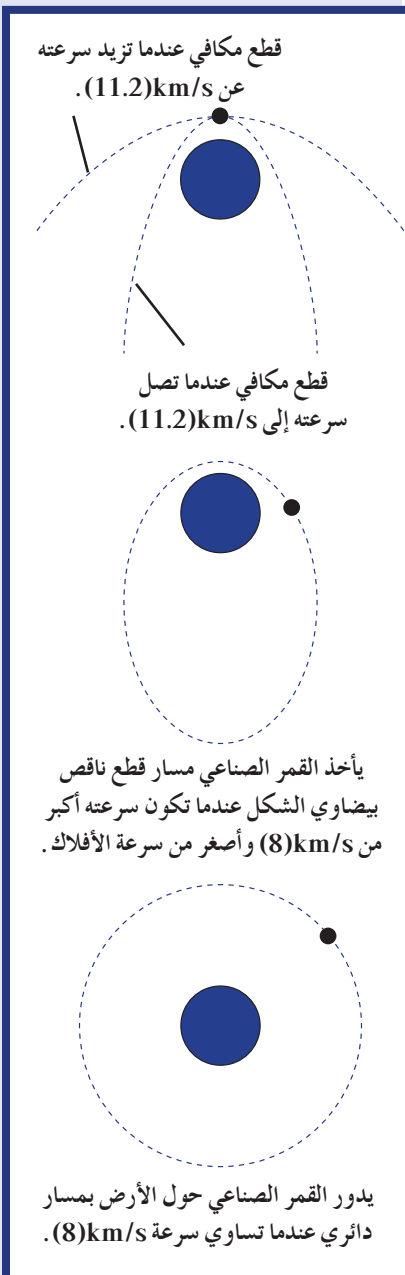 قطع مكافي عندما تزيد سرعته
عن (11.2)km/s.
قطع مكافي عندما تصل
سرعته إلى (11.2)km/s.
يأخذ القمر الصناعي مسار قطع ناقص
بيضاوي الشكل عندما تكون سرعته أكبر
من (8)km/s وأصغر من سرعة الأفلاك.
يدور القمر الصناعي حول الأرض بمسار
دائري عندما تساوي سرعة (8)km/s.